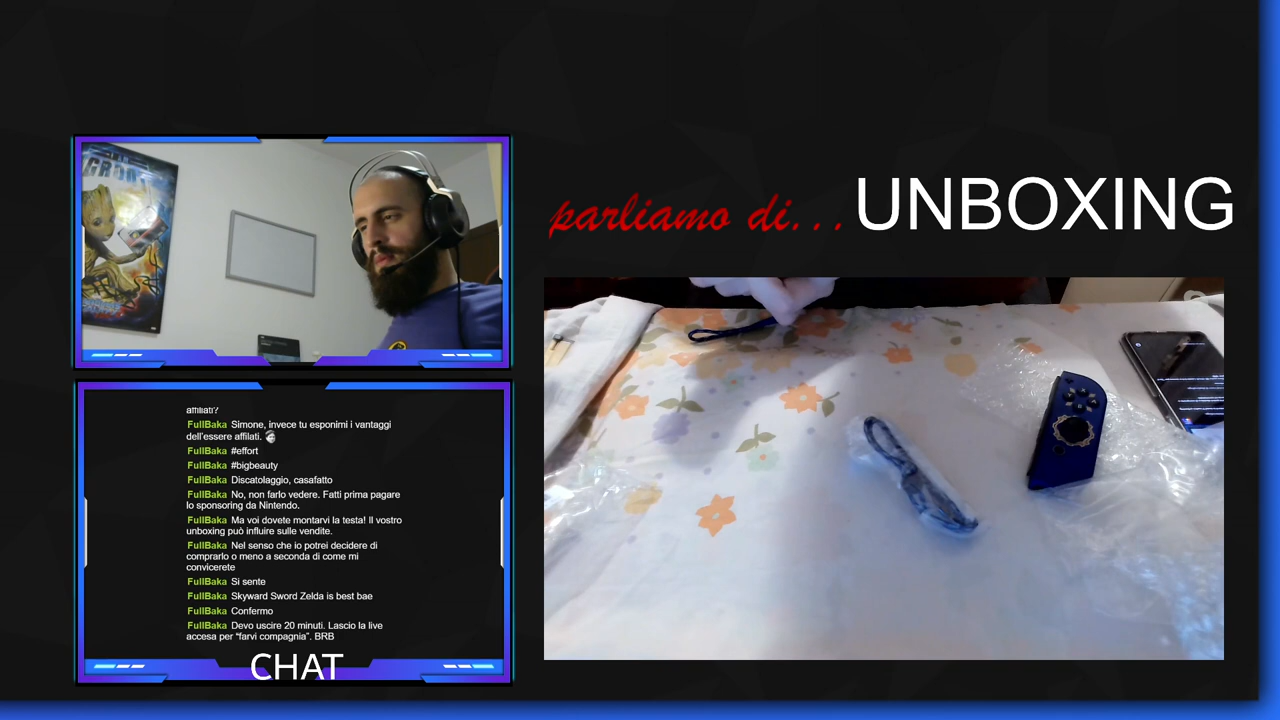 parliamo di... UNBOXING
affiliati?
FullBaka Simone, invece tu esponimi i vantaggi
dell'essere affilati.
FullBaka #effort
FullBaka #bigbeauty
FullBaka Discatolaggio, casafatto
FullBaka No, non farlo vedere. Fatti prima pagare
lo sponsoring da Nintendo.
FullBaka Ma voi dovete montarvi la testa! Il vostro
unboxing può influire sulle vendite.
FullBaka Nel senso che io potrei decidere di
comprarlo o meno a seconda di come mi
convicerete
FullBaka Si sente
FullBaka Skyward Sword Zelda is best bae
FullBaka Confermo
FullBaka Devo uscire 20 minuti. Lascio la live
accesa per "farvi compagnia". BRB
CHAT